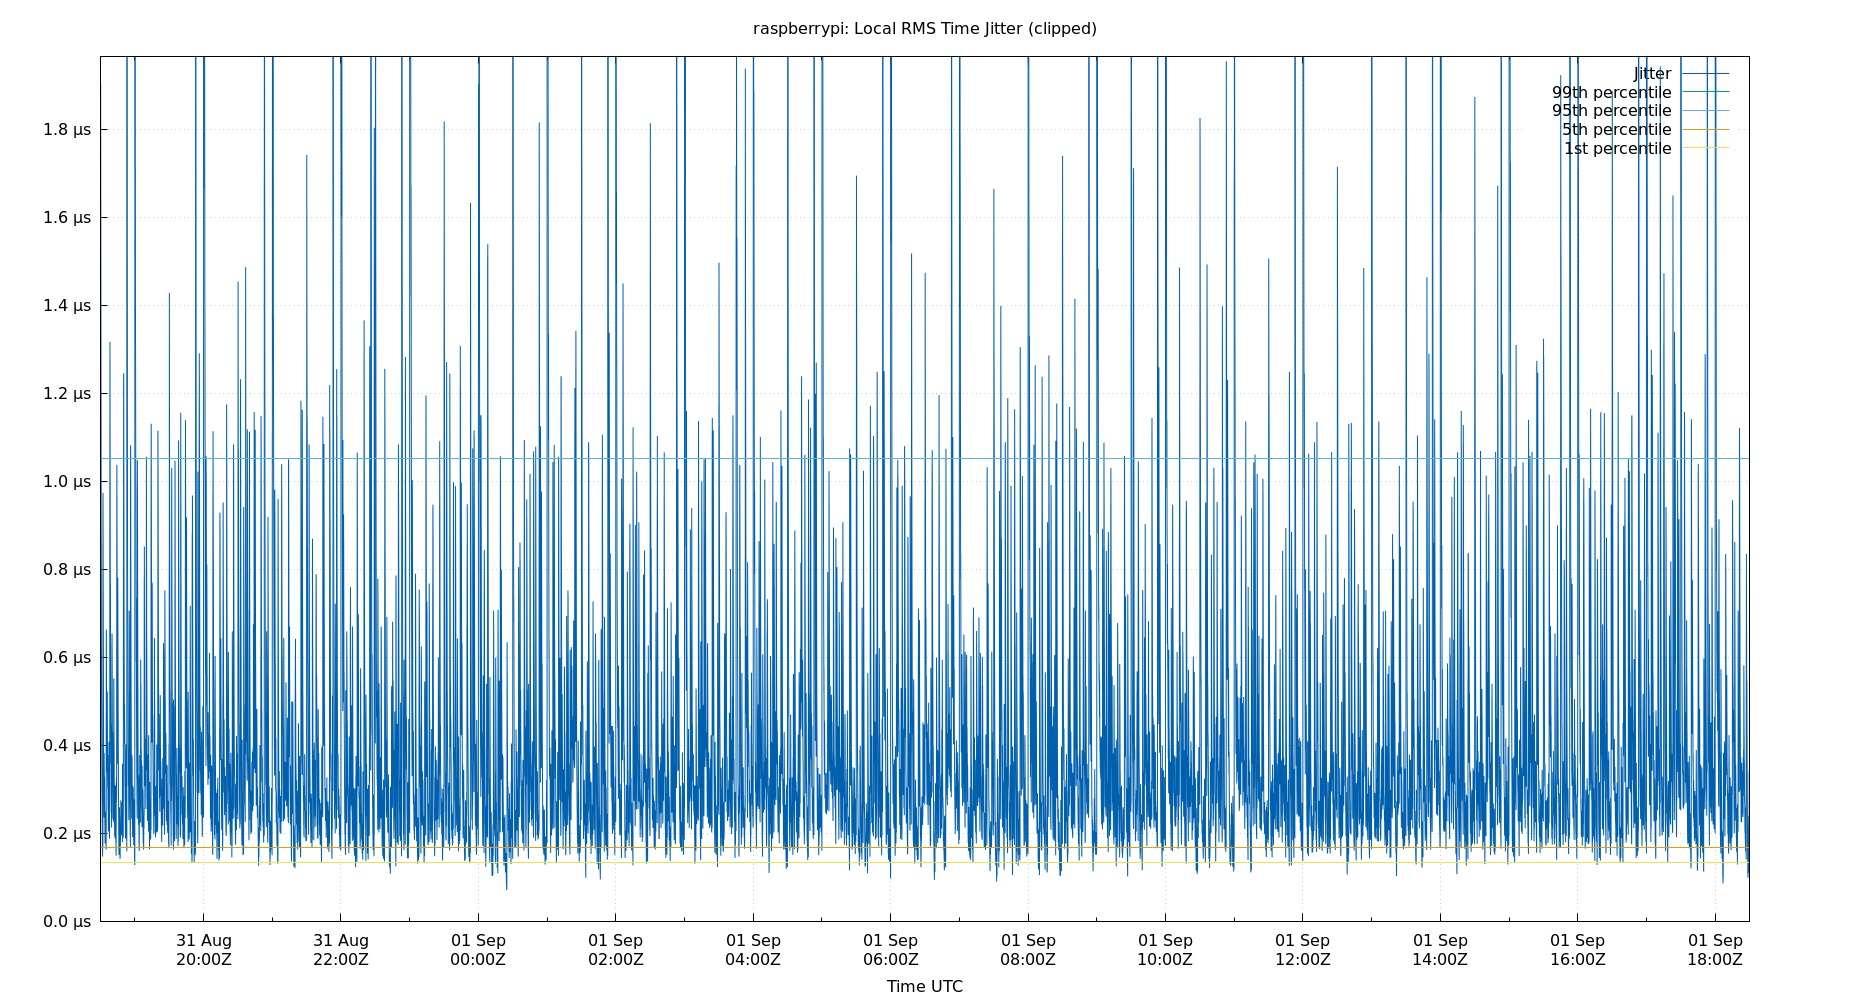 raspberrypi: Local RMS Time Jitter (clipped)
Jitter
99th percentile
95th percentile
5th percentile
1st percentile
1.8 μs
1.6 μs
1.4 μs
1.2 μs
1.0 μs
0.8 μs
0.6 μs
0.4 μs
0.2 μs
0.0 μs
31 Aug 31 Aug 01 Sep 01 Sep 01 Sep 01 Sep 01 Sep 01 Sep 01 Sep 01 Sep 01 Sep 01 Sep
20:00Z 22:00Z 00:00Z 02:00Z 04:00Z 06:00Z 08:00Z 10:00Z 12:00Z 14:00Z 16:00Z 18:00Z
Time UTC